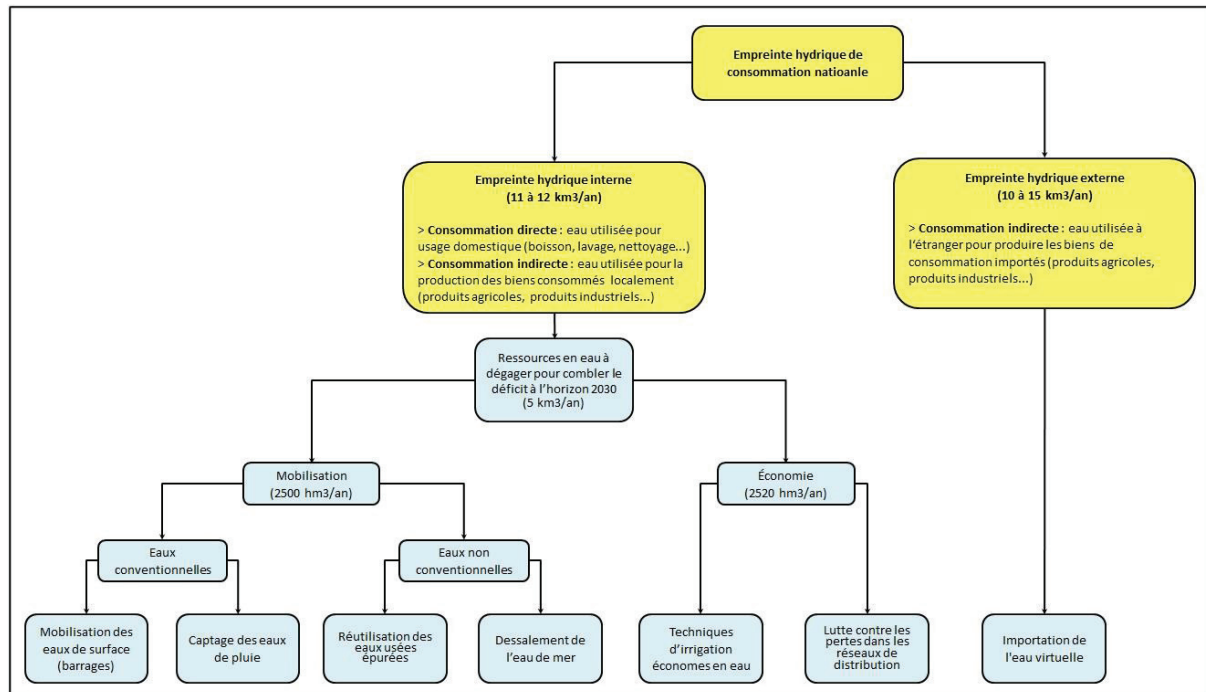 Empreinte hydrique de
consommation natioanle
Empreinte hydrique interne
(11 à 12 km3/an)
> Consommation directe : eau utilisée pour
usage domestique (boisson, lavage, nettoyage...)
> Consommation indirecte : eau utilisée pour la
production des biens consommés localement
(produits agricoles, produits industriels...)
Empreinte hydrique externe
(10 à 15 km3/an)
> Consommation indirecte : eau utilisée à
l'étranger pour produire les biens de
consommation importés (produits agricoles,
produits industriels...)
Ressources en eau à
dégager pour combler le
déficit à l'horizon 2030
(5 km3/an)
Mobilisation
(2500 hm3/an)
Économie
(2520 hm3/an)
Eaux
conventionnelles
Eaux non
conventionnelles
Mobilisation des
eaux de surface
(barrages)
Captage des eaux
de pluie
Réutilisation des
eaux usées
épurées
Dessalement de
l'eau de mer
Techniques
d'irrigation
économes en eau
Lutte contre les
pertes dans les
réseaux de
distribution
Importation de
l'eau virtuelle